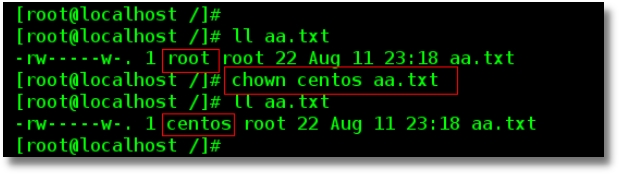 [root@localhost /]#
[root@localhost /]# ll aa.txt
-rw-----w-. 1 root root 22 Aug 11 23:18 aa.txt
[root@localhost /]# chown centos aa.txt
[root@localhost /]# ll aa.txt
-rw-----w-. 1 centos root 22 Aug 11 23:18 aa.txt
[root@localhost /]#